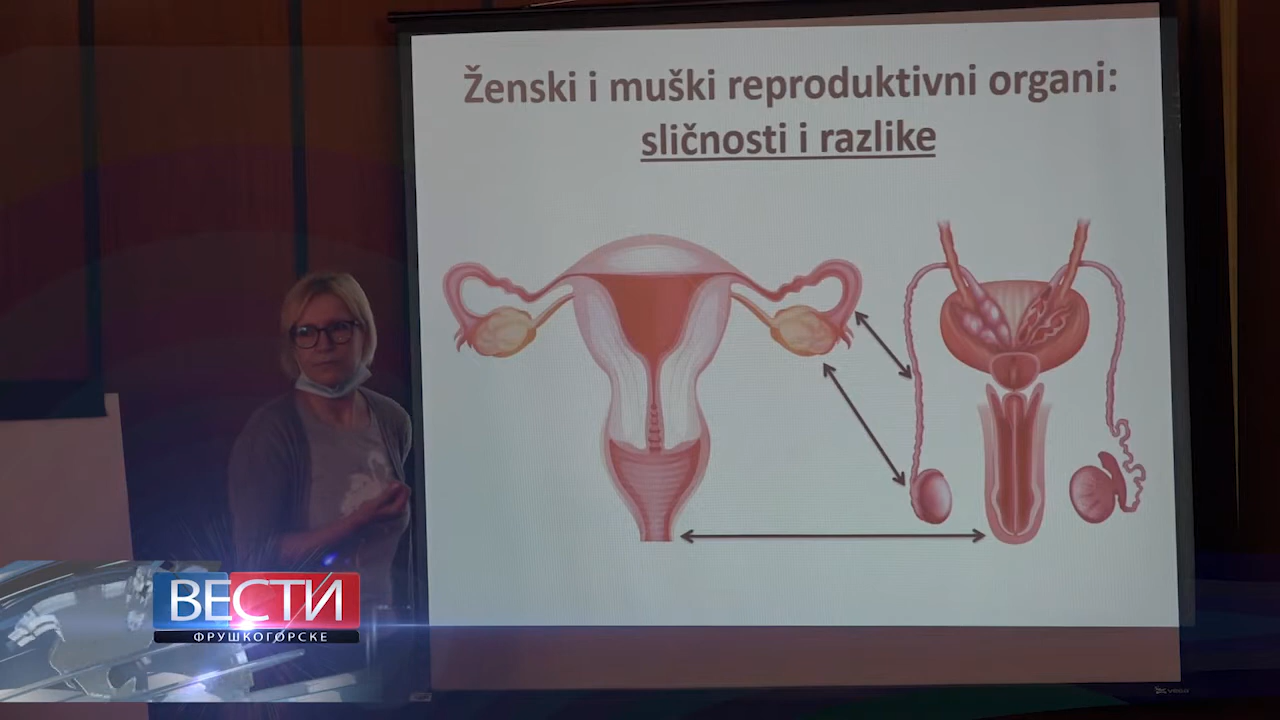 Ženski i muški reproduktivni organi:
sličnosti i razlike
ВЕСТИ
ФРУШКОГОРСКЕ